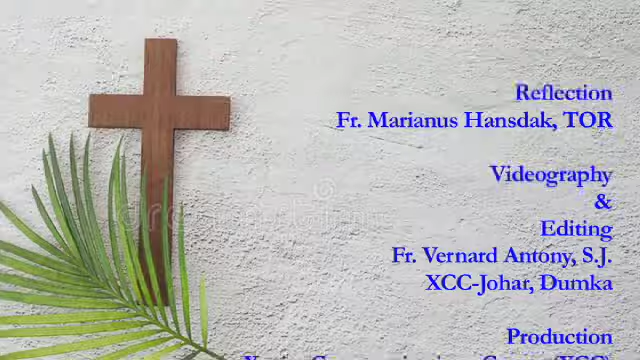 Reflection
Fr. Marianus Hansdak, TOR
Videography
&
Editing
Fr. Vernard Antony, S.J.
XCC-Johar, Dumka
Production